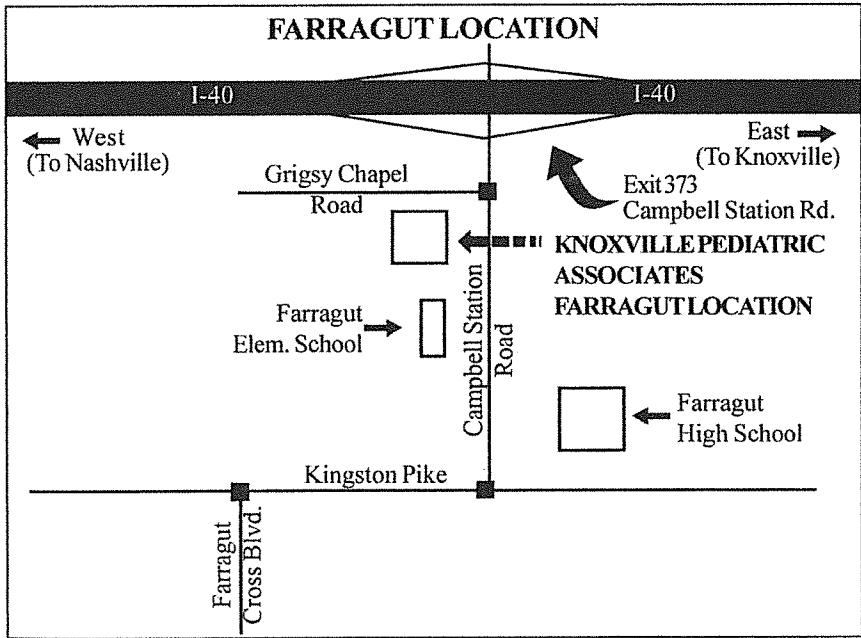 FARRAGUT LOCATION
I-40
I-40
West
(To Nashville)
East
(To Knoxville)
Grigsy Chapel
Road
Exit 373
Campbell Station Rd.
KNOXVILLE PEDIATRIC
ASSOCIATES
FARRAGUT LOCATION
Farragut
Elem. School
Campbell Station
Road
Farragut
High School
Kingston Pike
Farragut
Cross Blvd.